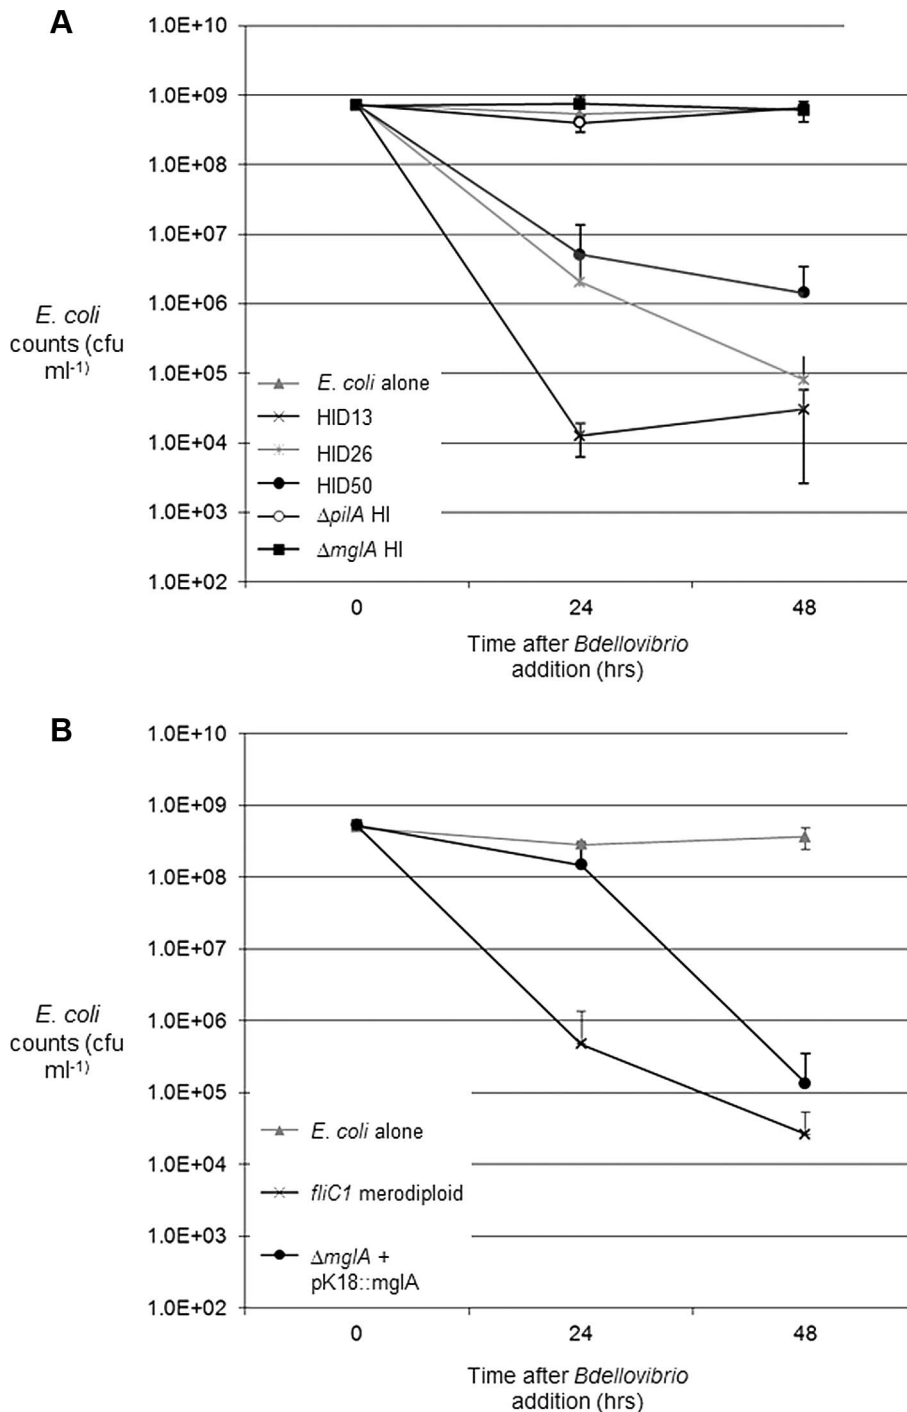 A
1.0E+10
1.0E+09
1.0E+08
1.0E+07
1.0E+06
1.0E+05
1.0E+04
1.0E+03
1.0E+02
E. coli
counts (cfu
ml-1)
E. coli alone
HID13
HID26
HID50
ΔpilA HI
ΔmglA HI
0 24 48
Time after Bdellovibrio
addition (hrs)
B
1.0E+10
1.0E+09
1.0E+08
1.0E+07
1.0E+06
1.0E+05
1.0E+04
1.0E+03
1.0E+02
E. coli
counts (cfu
ml-1)
E. coli alone
fliC1 merodiploid
ΔmglA +
pK18::mglA
0 24 48
Time after Bdellovibrio
addition (hrs)